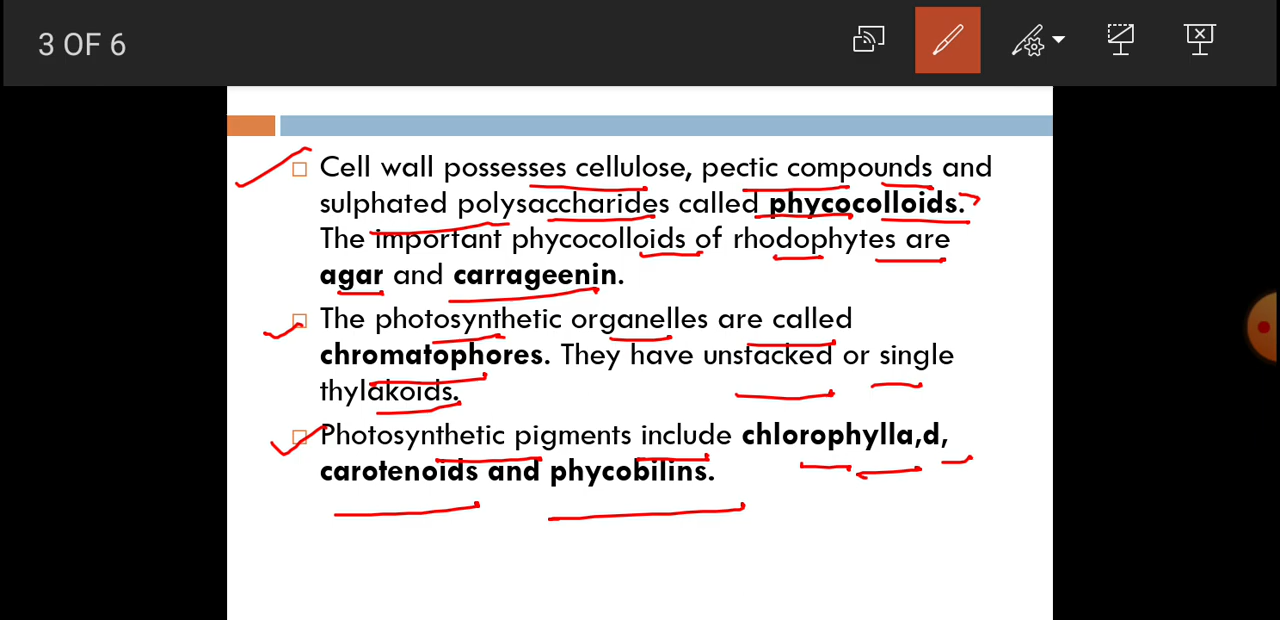 3 OF 6
Cell wall possesses cellulose, pectic compounds and
sulphated polysaccharides called phycocolloids.
The important phycocolloids of rhodophytes are
agar and carrageenin.
The photosynthetic organelles are called
chromatophores. They have unstacked or single
thylakoids.
Photosynthetic pigments include chlorophylla,d,
carotenoids and phycobilins.